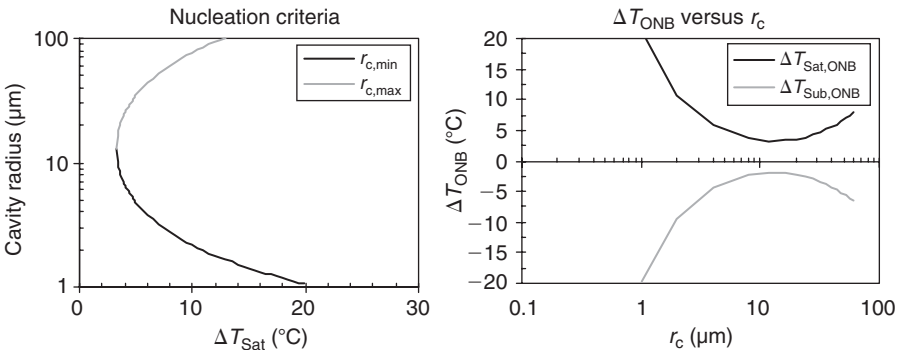 Nucleation criteria
100
10
1
Cavity radius (μm)
r_c,min
r_c,max
0 10 20 30
ΔT_Sat (°C)
ΔT_ONB versus r_c
20
15
10
5
0
−5
−10
−15
−20
ΔT_ONB (°C)
ΔT_Sat,ONB
ΔT_Sub,ONB
0.1 1 10 100
r_c (μm)